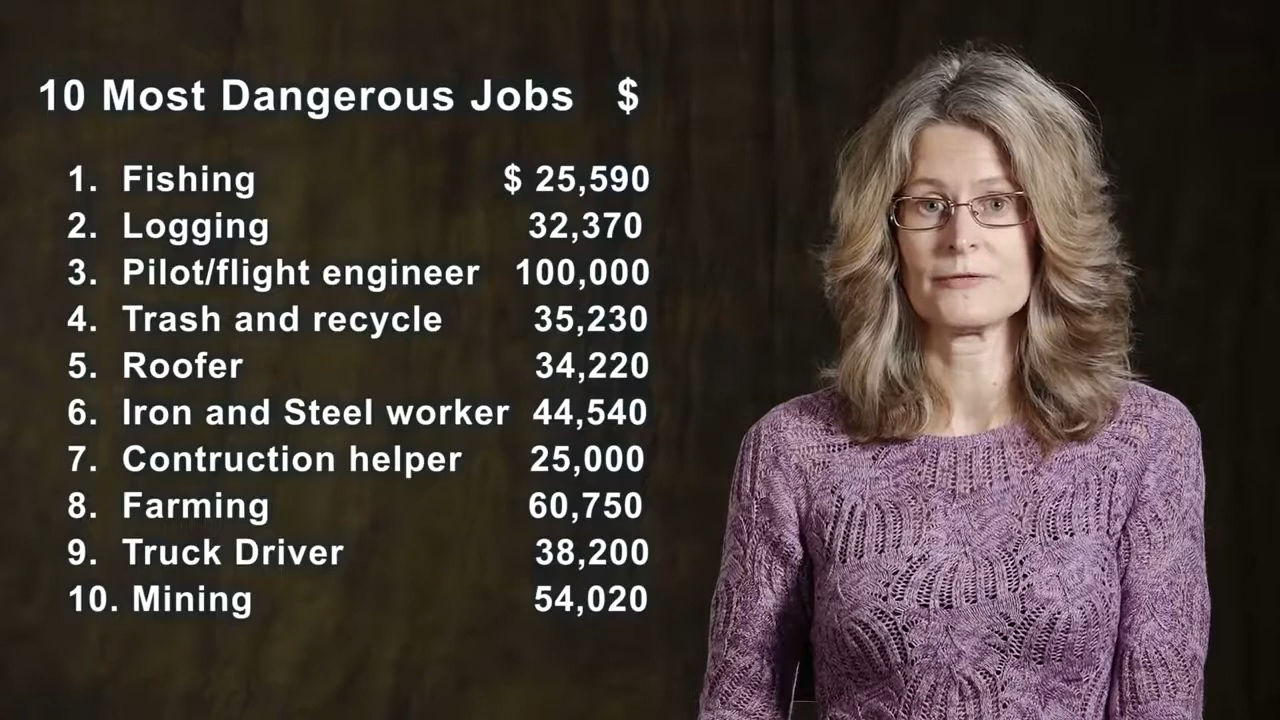 10 Most Dangerous Jobs $
1. Fishing $ 25,590
2. Logging 32,370
3. Pilot/flight engineer 100,000
4. Trash and recycle 35,230
5. Roofer 34,220
6. Iron and Steel worker 44,540
7. Contruction helper 25,000
8. Farming 60,750
9. Truck Driver 38,200
10. Mining 54,020